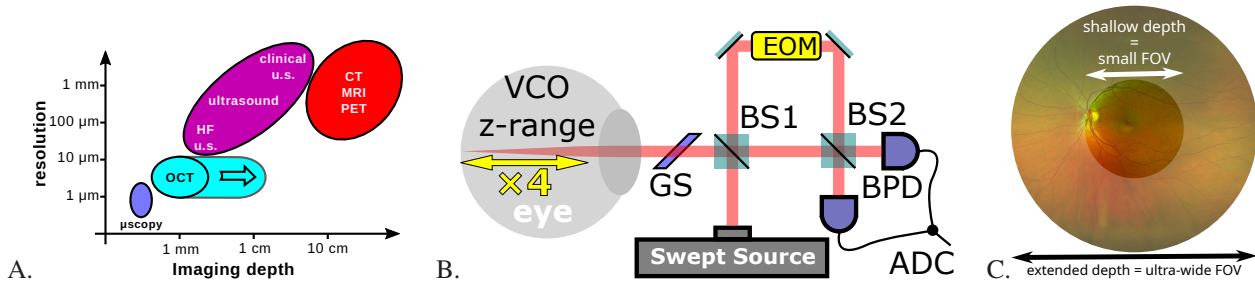 A.
resolution
1 mm
100 µm
10 µm
1 µm
clinical
u.s.
ultrasound
HF
u.s.
CT
MRI
PET
OCT
µscopy
1 mm
1 cm
10 cm
Imaging depth
B.
VCO
z-range
×4
eye
GS
EOM
BS1
BS2
BPD
Swept Source
ADC
C.
shallow depth
=
small FOV
extended depth = ultra-wide FOV